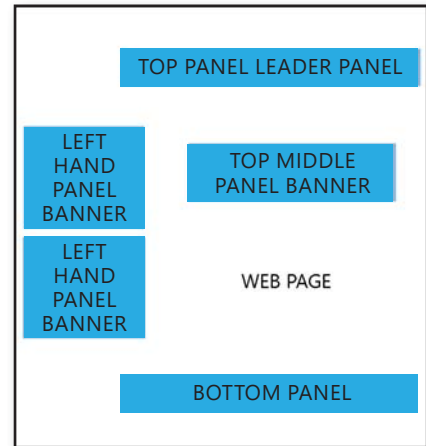 TOP PANEL LEADER PANEL
LEFT
HAND
PANEL
BANNER
TOP MIDDLE
PANEL BANNER
LEFT
HAND
PANEL
BANNER
WEB PAGE
BOTTOM PANEL